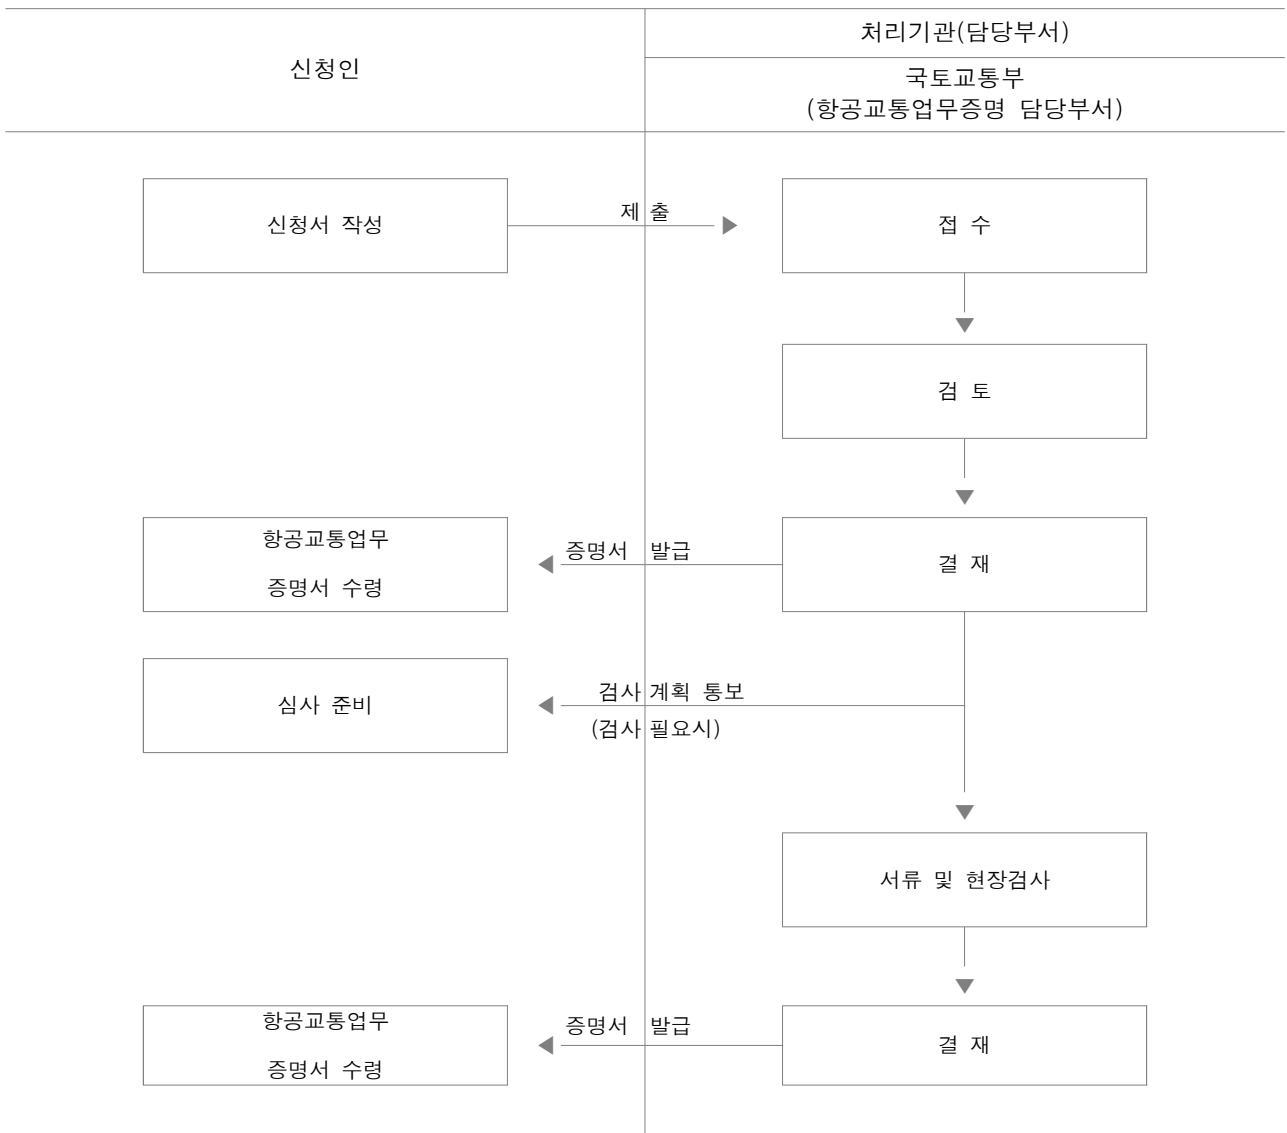 신청인
처리기관(담당부서)
국토교통부
(항공교통업무증명 담당부서)
신청서 작성
제 출
접 수
검 토
항공교통업무
증명서 수령
증명서 발급
결 재
심사 준비
검사 계획 통보
(검사 필요시)
서류 및 현장검사
항공교통업무
증명서 수령
증명서 발급
결 재